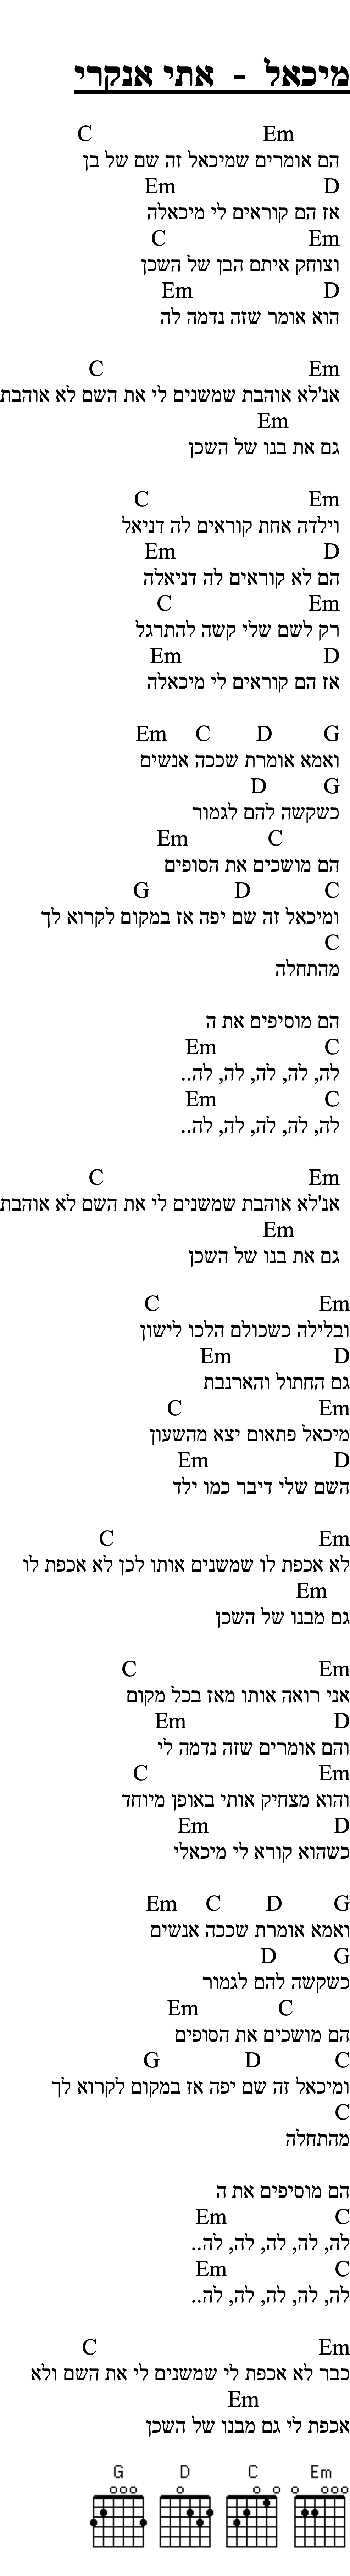 מיכאל - אתי אנקרי
Em C
הם אומרים שמיכאל זה שם של בן
D Em
אז הם קוראים לי מיכאלה
Em C
וצוחק איתם הבן של השכן
D Em
הוא אומר שזה נדמה לה
Em C
אנ'לא אוהבת שמשנים לי את השם לא אוהבת
Em
גם את בנו של השכן
Em C
וילדה אחת קוראים לה דניאל
D Em
הם לא קוראים לה דניאלה
Em C
רק לשם שלי קשה להתרגל
D Em
אז הם קוראים לי מיכאלה
G D C Em
ואמא אומרת שככה אנשים
G D
כשקשה להם לגמור
C Em
הם מושכים את הסופים
C D G
ומיכאל זה שם יפה אז במקום לקרוא לך
C
מהתחלה
הם מוסיפים את ה
C Em
לה, לה, לה, לה, לה..
C Em
לה, לה, לה, לה, לה..
Em C
אנ'לא אוהבת שמשנים לי את השם לא אוהבת
Em
גם את בנו של השכן
Em C
ובלילה כשכולם הלכו לישון
D Em
גם החתול והארנבת
Em C
מיכאל פתאום יצא מהשעון
D Em
השם שלי דיבר כמו ילד
Em C
לא אכפת לו שמשנים אותו לכן לא אכפת לו
Em
גם מבנו של השכן
Em C
אני רואה אותו מאז בכל מקום
D Em
והם אומרים שזה נדמה לי
Em C
והוא מצחיק אותי באופן מיוחד
D Em
כשהוא קורא לי מיכאלי
G D C Em
ואמא אומרת שככה אנשים
G D
כשקשה להם לגמור
C Em
הם מושכים את הסופים
C D G
ומיכאל זה שם יפה אז במקום לקרוא לך
C
מהתחלה
הם מוסיפים את ה
C Em
לה, לה, לה, לה, לה..
C Em
לה, לה, לה, לה, לה..
Em C
כבר לא אכפת לי שמשנים לי את השם ולא
Em
אכפת לי גם מבנו של השכן
G D C Em